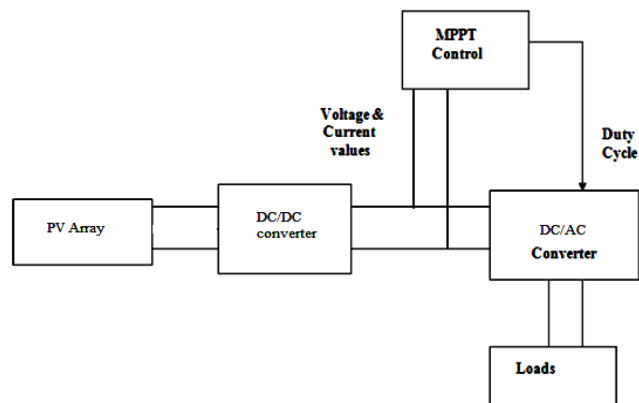 MPPT
Control
Voltage &
Current
values
Duty
Cycle
PV Array
DC/DC
converter
DC/AC
Converter
Loads